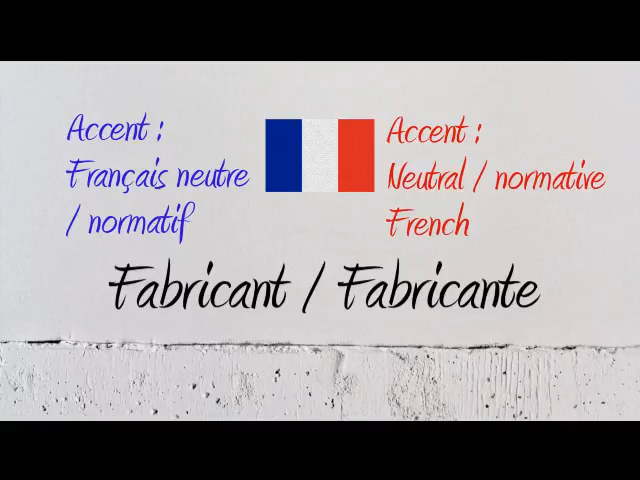 Accent :
Français neutre
/ normatif
Accent :
Neutral / normative
French
Fabricant / Fabricante